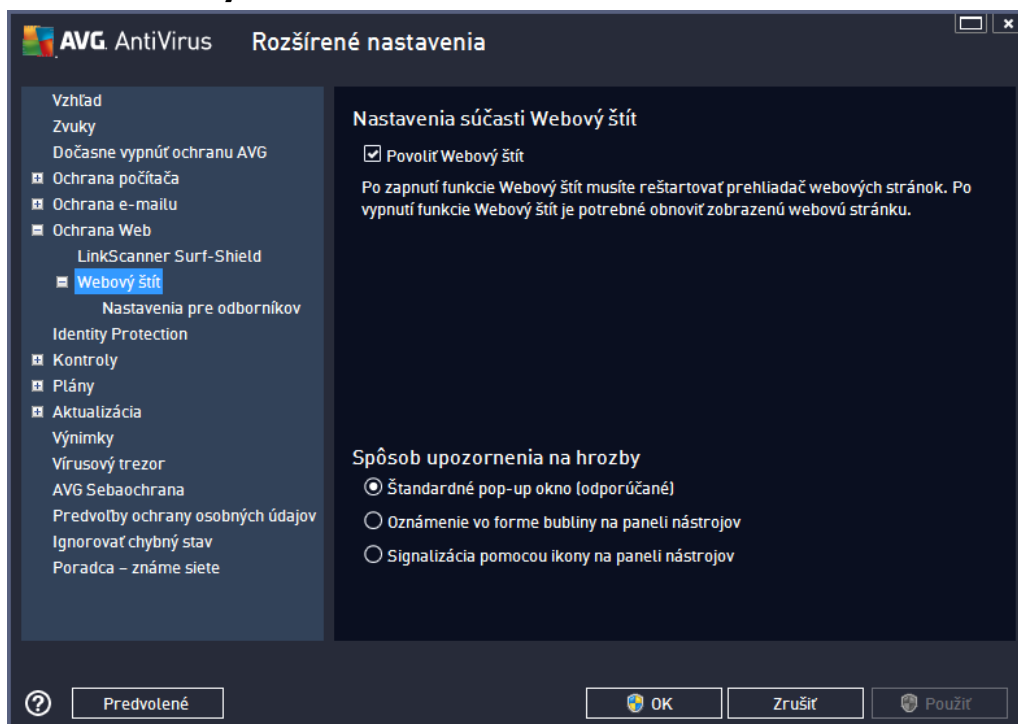 AVG. AntiVirus Rozšírené nastavenia
Vzhľad
Zvuky
Dočasne vypnúť ochranu AVG
Ochrana počítača
Ochrana e-mailu
Ochrana Web
LinkScanner Surf-Shield
Webový štít
Nastavenia pre odborníkov
Identity Protection
Kontroly
Plány
Aktualizácia
Výnimky
Vírusový trezor
AVG Sebaochrana
Predvoľby ochrany osobných údajov
Ignorovať chybný stav
Poradca – známe siete
Nastavenia súčasti Webový štít
Povoliť Webový štít
Po zapnutí funkcie Webový štít musíte reštartovať prehliadač webových stránok. Po
vypnutí funkcie Webový štít je potrebné obnoviť zobrazenú webovú stránku.
Spôsob upozornenia na hrozby
Štandardné pop-up okno (odporúčané)
Oznámenie vo forme bubliny na paneli nástrojov
Signalizácia pomocou ikony na paneli nástrojov
? Predvolené OK Zrušiť Použiť